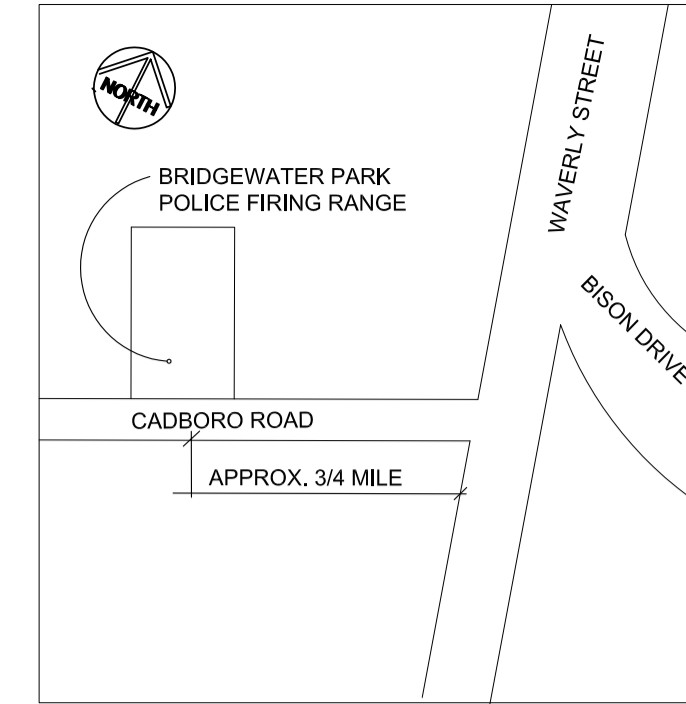 NORTH
BRIDGEWATER PARK
POLICE FIRING RANGE
WAVERLY STREET
BISON DRIVE
CADBORO ROAD
APPROX. 3/4 MILE